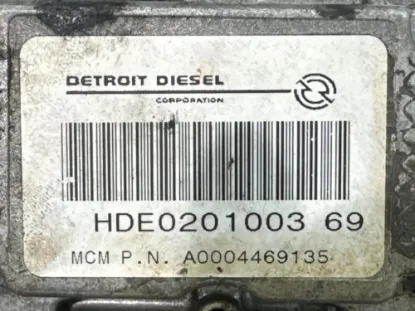 DETROIT DIESEL
CORPORATION
HDE0201003 69
MCM P.N. A0004469135